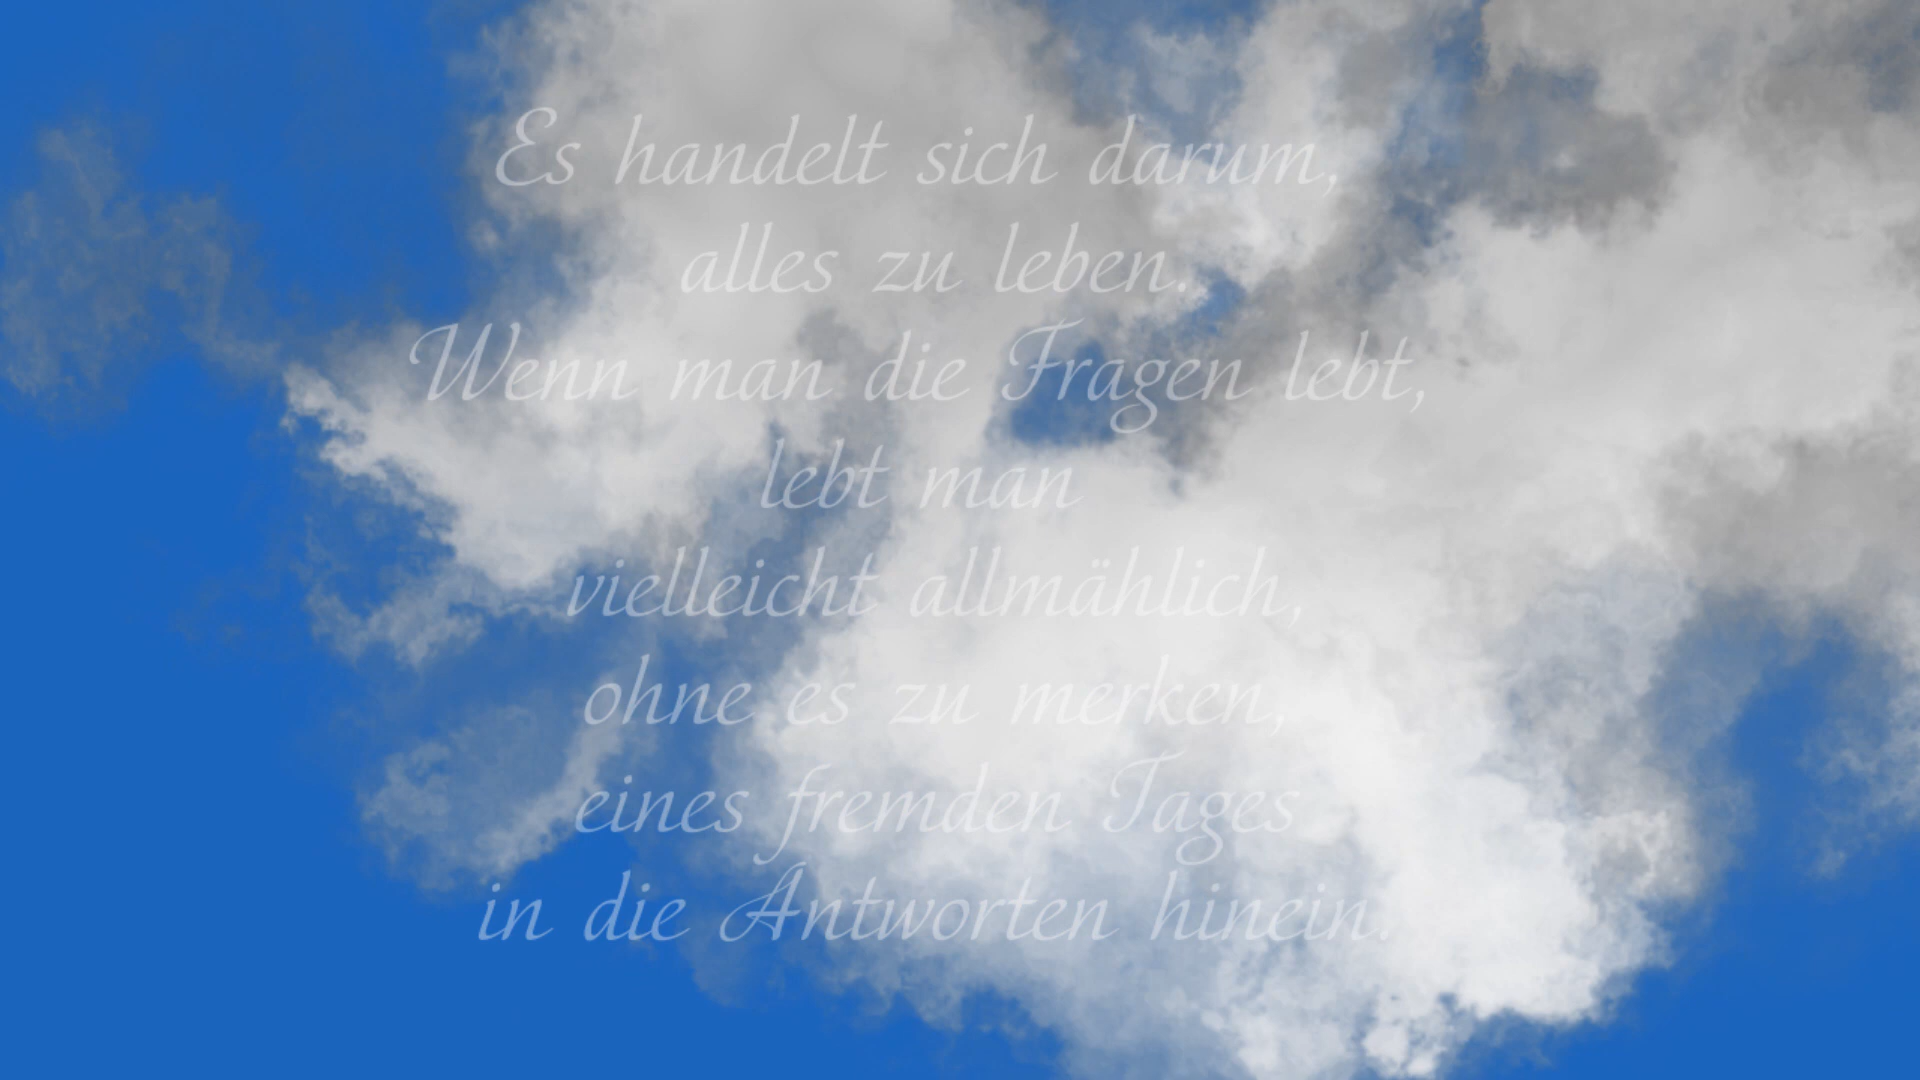 Es handelt sich darum,
alles zu leben.
Wenn man die Fragen lebt,
lebt man
vielleicht allmählich,
ohne es zu merken,
eines fremden Tages
in die Antworten hinein.